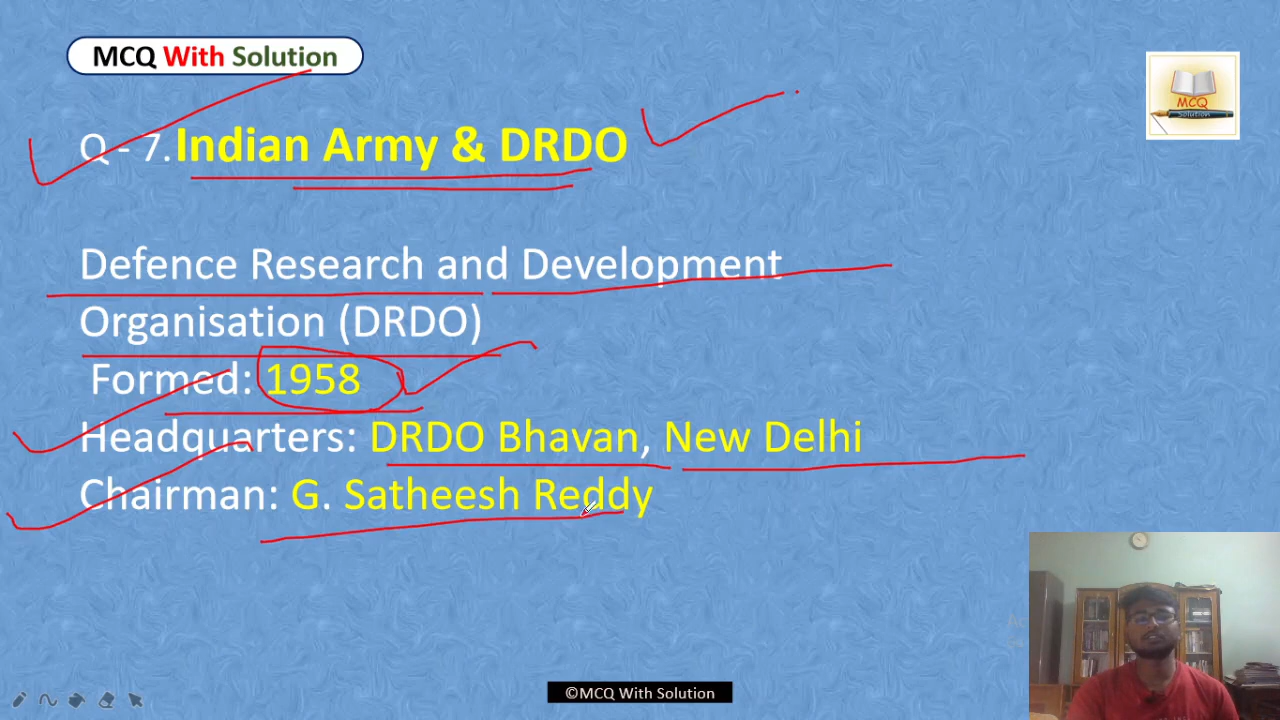 MCQ With Solution
MCQ
Solution
Q - 7. Indian Army & DRDO
Defence Research and Development
Organisation (DRDO)
Formed: 1958
Headquarters: DRDO Bhavan, New Delhi
Chairman: G. Satheesh Reddy
©MCQ With Solution